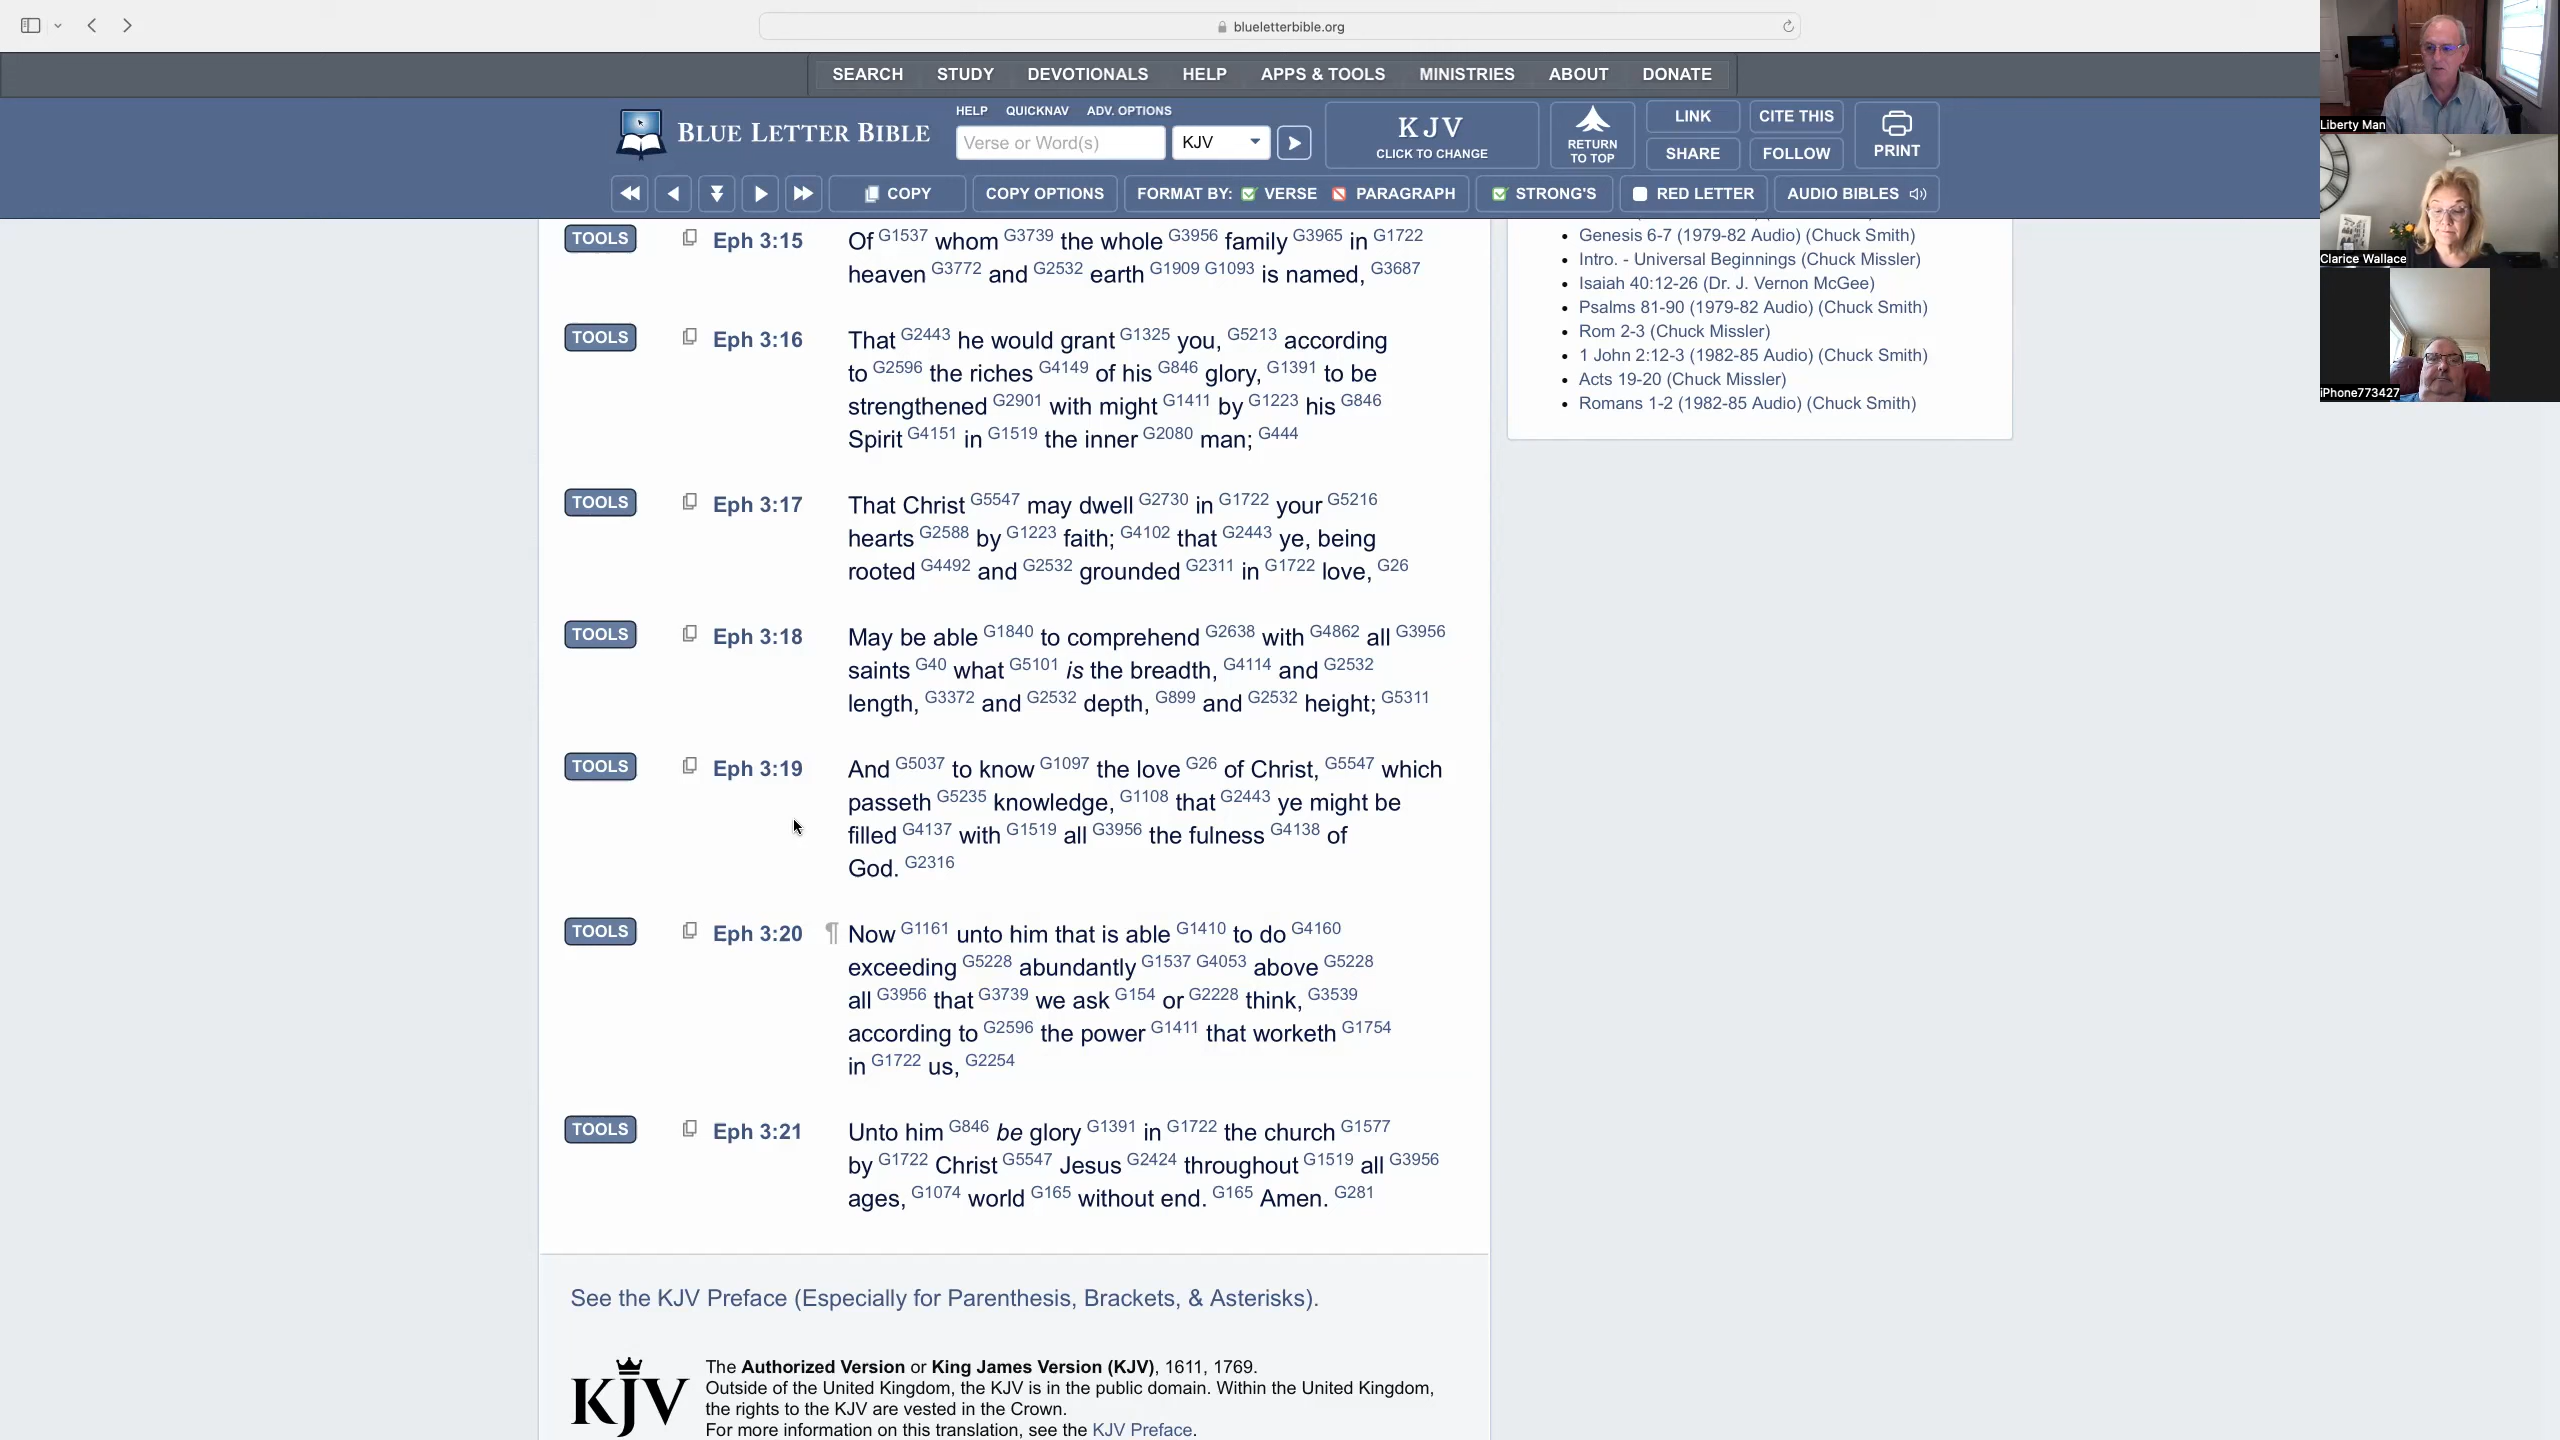 blueletterbible.org
SEARCH STUDY DEVOTIONALS HELP APPS & TOOLS MINISTRIES ABOUT DONATE
BLUE LETTER BIBLE
HELP QUICKNAV ADV. OPTIONS
Verse or Word(s) KJV
KJV
CLICK TO CHANGE
RETURN
TO TOP
LINK CITE THIS
SHARE FOLLOW
PRINT
COPY COPY OPTIONS FORMAT BY: VERSE PARAGRAPH STRONG'S RED LETTER AUDIO BIBLES
TOOLS Eph 3:15 Of G1537 whom G3739 the whole G3956 family G3965 in G1722
heaven G3772 and G2532 earth G1909 G1093 is named, G3687
TOOLS Eph 3:16 That G2443 he would grant G1325 you, G5213 according
to G2596 the riches G4149 of his G846 glory, G1391 to be
strengthened G2901 with might G1411 by G1223 his G846
Spirit G4151 in G1519 the inner G2080 man; G444
TOOLS Eph 3:17 That Christ G5547 may dwell G2730 in G1722 your G5216
hearts G2588 by G1223 faith; G4102 that G2443 ye, being
rooted G4492 and G2532 grounded G2311 in G1722 love, G26
TOOLS Eph 3:18 May be able G1840 to comprehend G2638 with G4862 all G3956
saints G40 what G5101 is the breadth, G4114 and G2532
length, G3372 and G2532 depth, G899 and G2532 height; G5311
TOOLS Eph 3:19 And G5037 to know G1097 the love G26 of Christ, G5547 which
passeth G5235 knowledge, G1108 that G2443 ye might be
filled G4137 with G1519 all G3956 the fulness G4138 of
God. G2316
TOOLS Eph 3:20 ¶ Now G1161 unto him that is able G1410 to do G4160
exceeding G5228 abundantly G1537 G4053 above G5228
all G3956 that G3739 we ask G154 or G2228 think, G3539
according to G2596 the power G1411 that worketh G1754
in G1722 us, G2254
TOOLS Eph 3:21 Unto him G846 be glory G1391 in G1722 the church G1577
by G1722 Christ G5547 Jesus G2424 throughout G1519 all G3956
ages, G1074 world G165 without end. G165 Amen. G281
See the KJV Preface (Especially for Parenthesis, Brackets, & Asterisks).
KJV
The Authorized Version or King James Version (KJV), 1611, 1769.
Outside of the United Kingdom, the KJV is in the public domain. Within the United Kingdom,
the rights to the KJV are vested in the Crown.
For more information on this translation, see the KJV Preface.
Genesis 6-7 (1979-82 Audio) (Chuck Smith)
Intro. - Universal Beginnings (Chuck Missler)
Isaiah 40:12-26 (Dr. J. Vernon McGee)
Psalms 81-90 (1979-82 Audio) (Chuck Smith)
Rom 2-3 (Chuck Missler)
1 John 2:12-3 (1982-85 Audio) (Chuck Smith)
Acts 19-20 (Chuck Missler)
Romans 1-2 (1982-85 Audio) (Chuck Smith)
Liberty Man
Clarice Wallace
iPhone773427